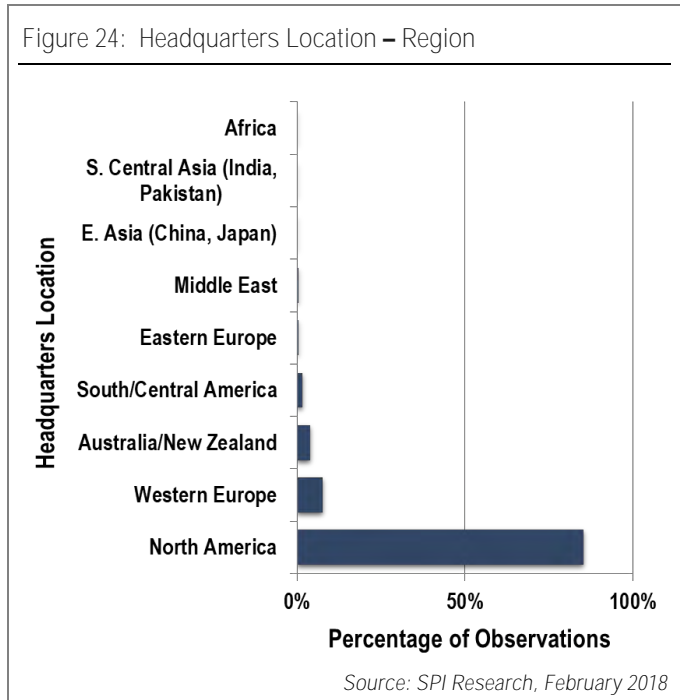 Figure 24:  Headquarters Location – Region
Headquarters Location
Africa
S. Central Asia (India,
Pakistan)
E. Asia (China, Japan)
Middle East
Eastern Europe
South/Central America
Australia/New Zealand
Western Europe
North America
0%
50%
100%
Percentage of Observations
Source: SPI Research, February 2018